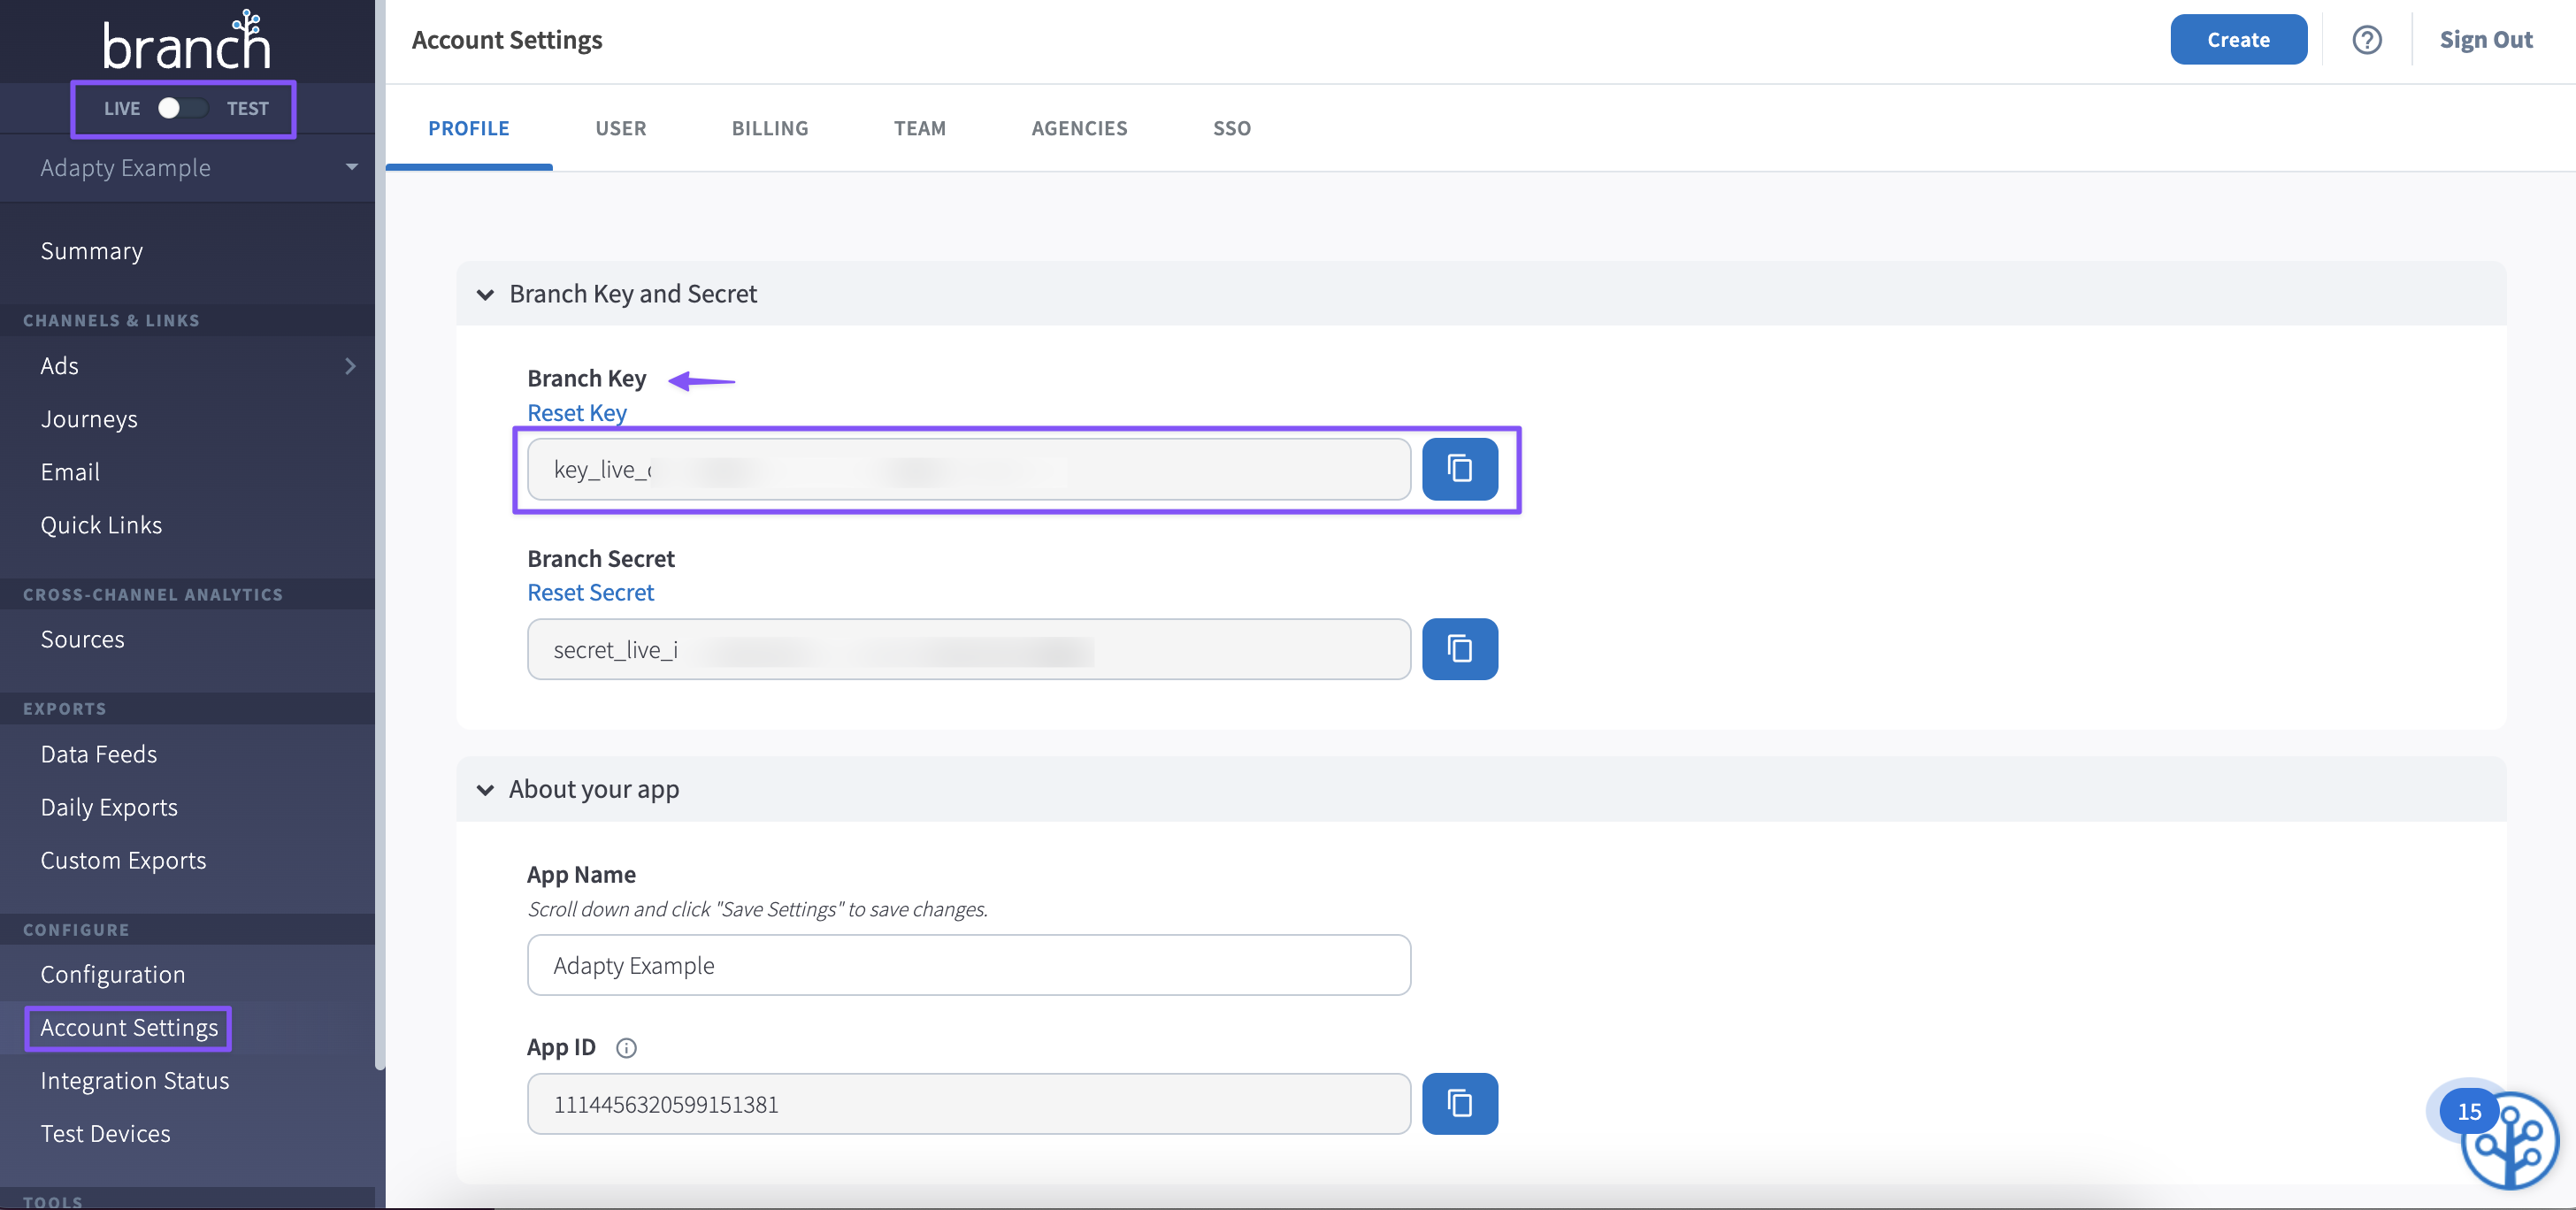 branch
LIVE TEST
Adapty Example
Summary
CHANNELS & LINKS
Ads
Journeys
Email
Quick Links
CROSS-CHANNEL ANALYTICS
Sources
EXPORTS
Data Feeds
Daily Exports
Custom Exports
CONFIGURE
Configuration
Account Settings
Integration Status
Test Devices
TOOLS
Account Settings
Create
Sign Out
PROFILE USER BILLING TEAM AGENCIES SSO
Branch Key and Secret
Branch Key
Reset Key
key_live_
Branch Secret
Reset Secret
secret_live_i
About your app
App Name
Scroll down and click "Save Settings" to save changes.
Adapty Example
App ID
1114456320599151381
15